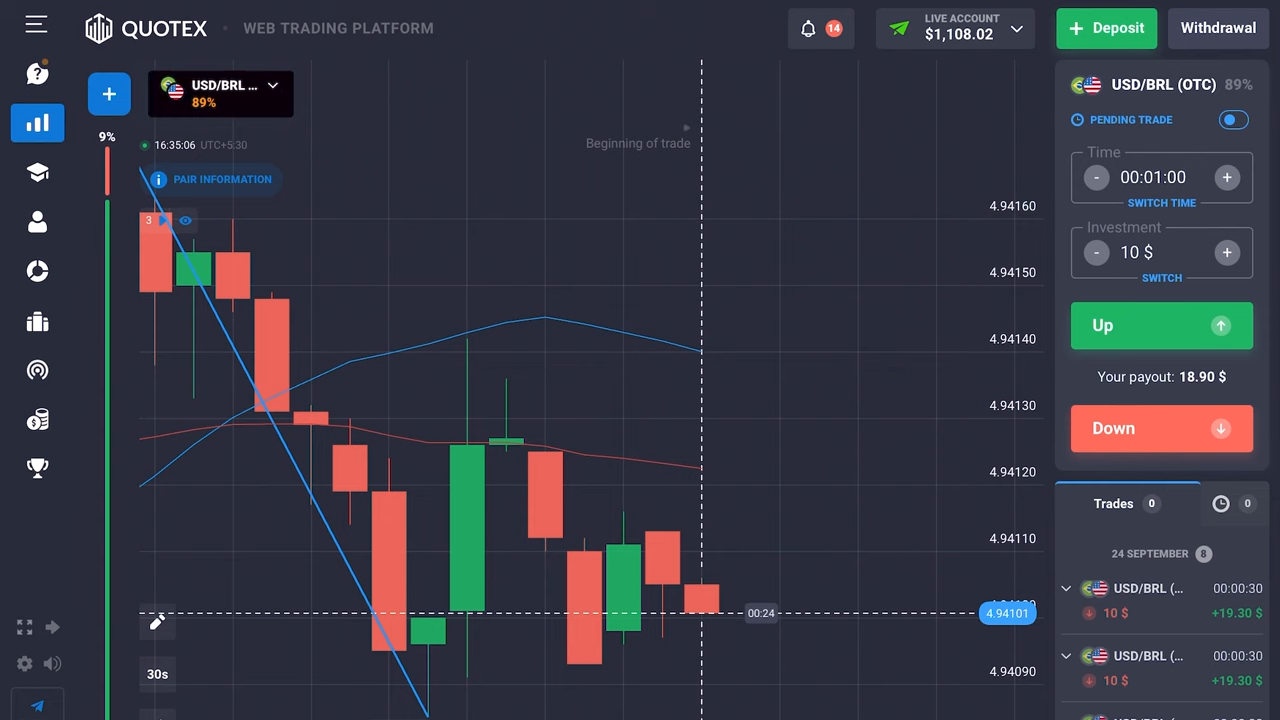 QUOTEX
WEB TRADING PLATFORM
14
LIVE ACCOUNT
$1,108.02
+ Deposit
Withdrawal
+
USD/BRL ...
89%
9%
16:35:06 UTC+5:30
PAIR INFORMATION
3
Beginning of trade
4.94160
4.94150
4.94140
4.94130
4.94120
4.94110
4.94101
4.94090
00:24
30s
USD/BRL (OTC) 89%
PENDING TRADE
Time
- 00:01:00 +
SWITCH TIME
Investment
- 10 $ +
SWITCH
Up
Your payout: 18.90 $
Down
Trades 0
0
24 SEPTEMBER 8
USD/BRL (... 00:00:30
10 $ +19.30 $
USD/BRL (... 00:00:30
10 $ +19.30 $